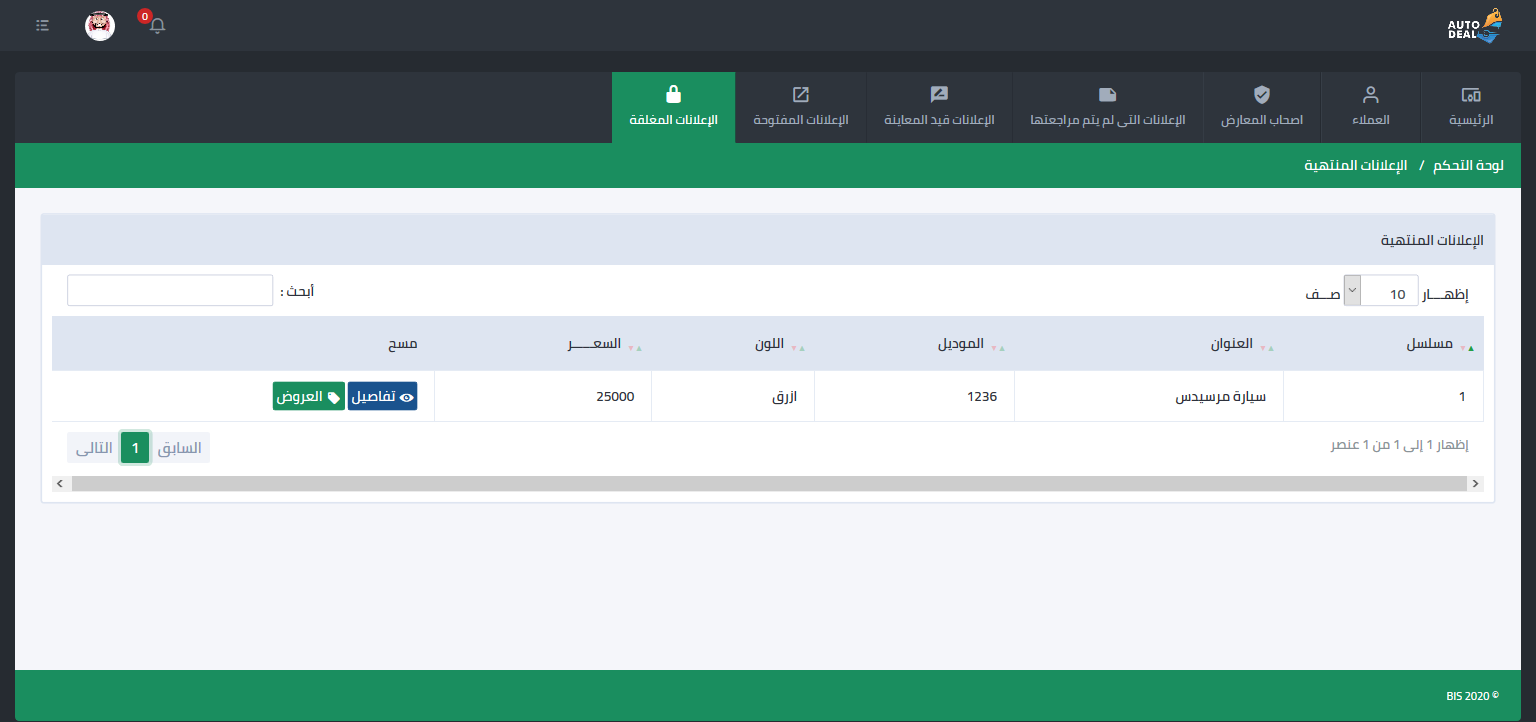 0
AUTO
DEAL
الرئيسية
العملاء
اصحاب المعارض
الإعلانات التى لم يتم مراجعتها
الإعلانات قيد المعاينة
الإعلانات المفتوحة
الإعلانات المغلقة
لوحة التحكم / الإعلانات المنتهية
الإعلانات المنتهية
إظهـــار 10 صـــف
أبحث :
مسلسل العنوان الموديل اللون السعـــــر مسح
1 سيارة مرسيدس 1236 ازرق 25000 تفاصيل العروض
إظهار 1 إلى 1 من 1 عنصر
السابق 1 التالى
BIS 2020 ©